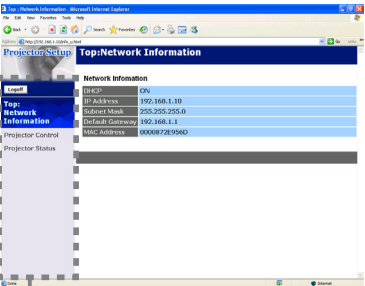 Top : Network Information - Microsoft Internet Explorer
File Edit View Favorites Tools Help
Back Search Favorites
Address Go Links
Projector Setup
Top:Network Information
Logoff
Top:
Network
Information
Projector Control
Projector Status
Network Information
DHCP ON
IP Address 192.168.1.10
Subnet Mask 255.255.255.0
Default Gateway 192.168.1.1
MAC Address 0000872E956D
Done Internet